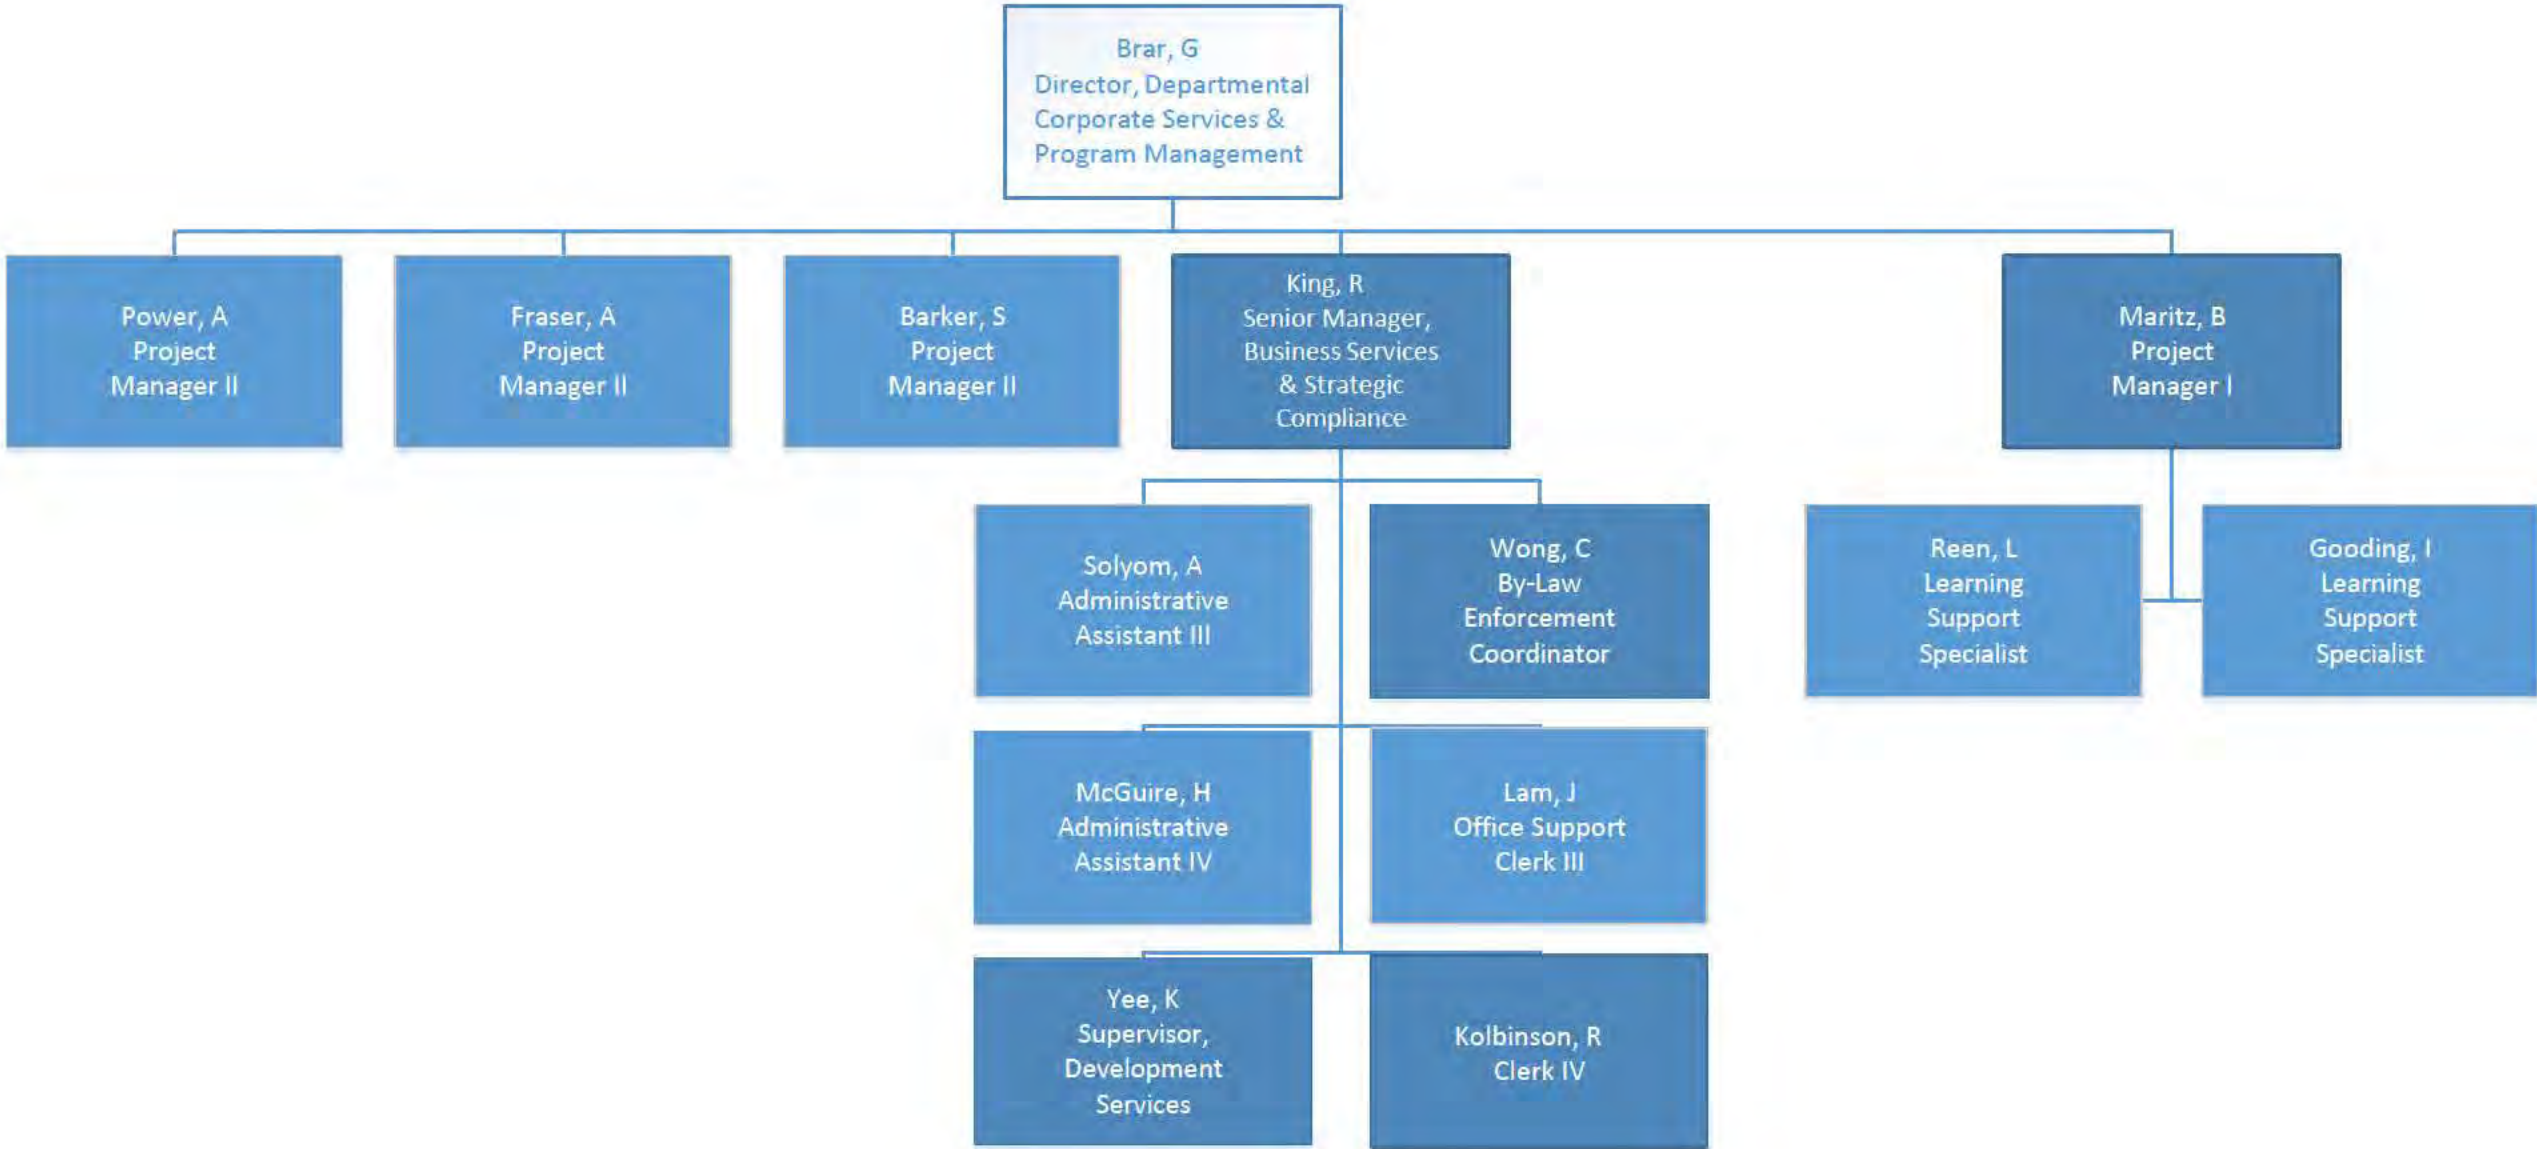 Brar, G
Director, Departmental
Corporate Services &
Program Management
Power, A
Project
Manager II
Fraser, A
Project
Manager II
Barker, S
Project
Manager II
King, R
Senior Manager,
Business Services
& Strategic
Compliance
Maritz, B
Project
Manager I
Solyom, A
Administrative
Assistant III
Wong, C
By-Law
Enforcement
Coordinator
Reen, L
Learning
Support
Specialist
Gooding, I
Learning
Support
Specialist
McGuire, H
Administrative
Assistant IV
Lam, J
Office Support
Clerk III
Yee, K
Supervisor,
Development
Services
Kolbinson, R
Clerk IV